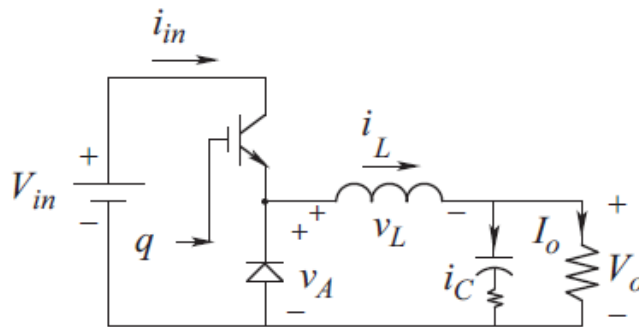 i_in
i_L
+
V_in
−
+
v_L
−
+
I_o
q
+
v_A
−
i_C
V_o
−